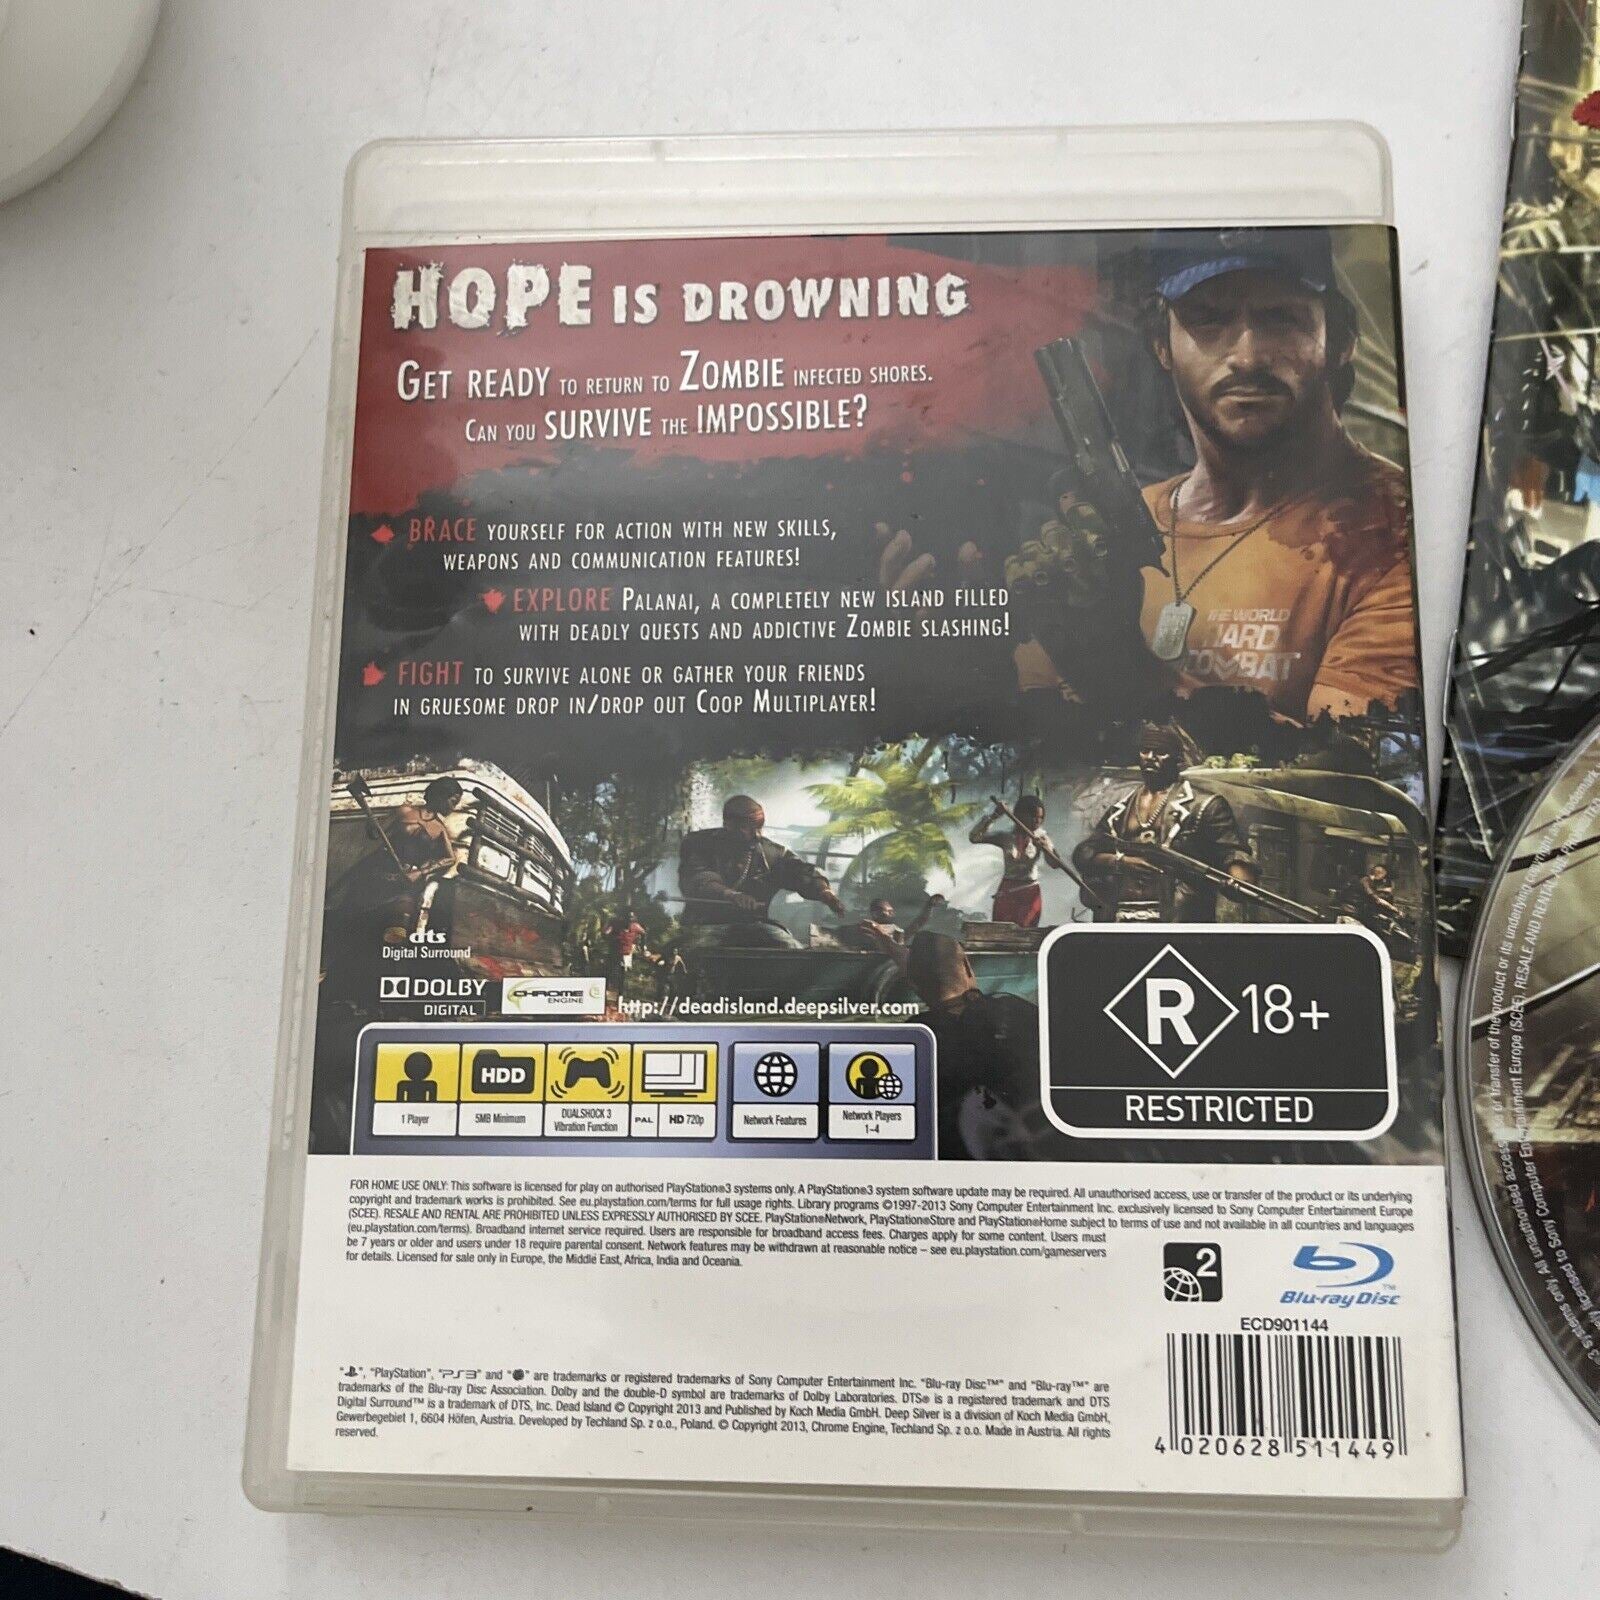 HOPE IS DROWNING
GET READY TO RETURN TO ZOMBIE INFECTED SHORES.
CAN YOU SURVIVE THE IMPOSSIBLE?
BRACE YOURSELF FOR ACTION WITH NEW SKILLS,
WEAPONS AND COMMUNICATION FEATURES!
EXPLORE PALANAI, A COMPLETELY NEW ISLAND FILLED
WITH DEADLY QUESTS AND ADDICTIVE ZOMBIE SLASHING!
FIGHT TO SURVIVE ALONE OR GATHER YOUR FRIENDS
IN GRUESOME DROP IN/DROP OUT COOP MULTIPLAYER!
THE WORLD
HARD
COMBAT
dts
Digital Surround
DOLBY
DIGITAL
CHROME
ENGINE
http://deadisland.deepsilver.com
R 18+
RESTRICTED
HDD
1 Player
5MB Minimum
DUALSHOCK 3
Vibration Function
PAL
HD 720p
Network Features
Network Players
1-4
FOR HOME USE ONLY: This software is licensed for play on authorised PlayStation®3 systems only. A PlayStation®3 system software update may be required. All unauthorised access, use or transfer of the product or its underlying
copyright and trademark works is prohibited. See eu.playstation.com/terms for full usage rights. Library programs ©1997-2013 Sony Computer Entertainment Inc. exclusively licensed to Sony Computer Entertainment Europe
(SCEE). RESALE AND RENTAL ARE PROHIBITED UNLESS EXPRESSLY AUTHORISED BY SCEE. PlayStation®Network, PlayStation®Store and PlayStation®Home subject to terms of use and not available in all countries and languages
(eu.playstation.com/terms). Broadband internet service required. Users are responsible for broadband access fees. Charges apply for some content. Users must
be 7 years or older and users under 18 require parental consent. Network features may be withdrawn at reasonable notice – see eu.playstation.com/gameservers
for details. Licensed for sale only in Europe, the Middle East, Africa, India and Oceania.
2
Blu-ray Disc™
ECD901144
4 020628 511449
"", "PlayStation", "PS3" and "" are trademarks or registered trademarks of Sony Computer Entertainment Inc. "Blu-ray Disc™" and "Blu-ray™" are
trademarks of the Blu-ray Disc Association. Dolby and the double-D symbol are trademarks of Dolby Laboratories. DTS® is a registered trademark and DTS
Digital Surround™ is a trademark of DTS, Inc. Dead Island © Copyright 2013 and Published by Koch Media GmbH. Deep Silver is a division of Koch Media GmbH,
Gewerbegebiet 1, 6604 Höfen, Austria. Developed by Techland Sp. z o.o., Poland. © Copyright 2013, Chrome Engine, Techland Sp. z o.o. Made in Austria. All rights
reserved.